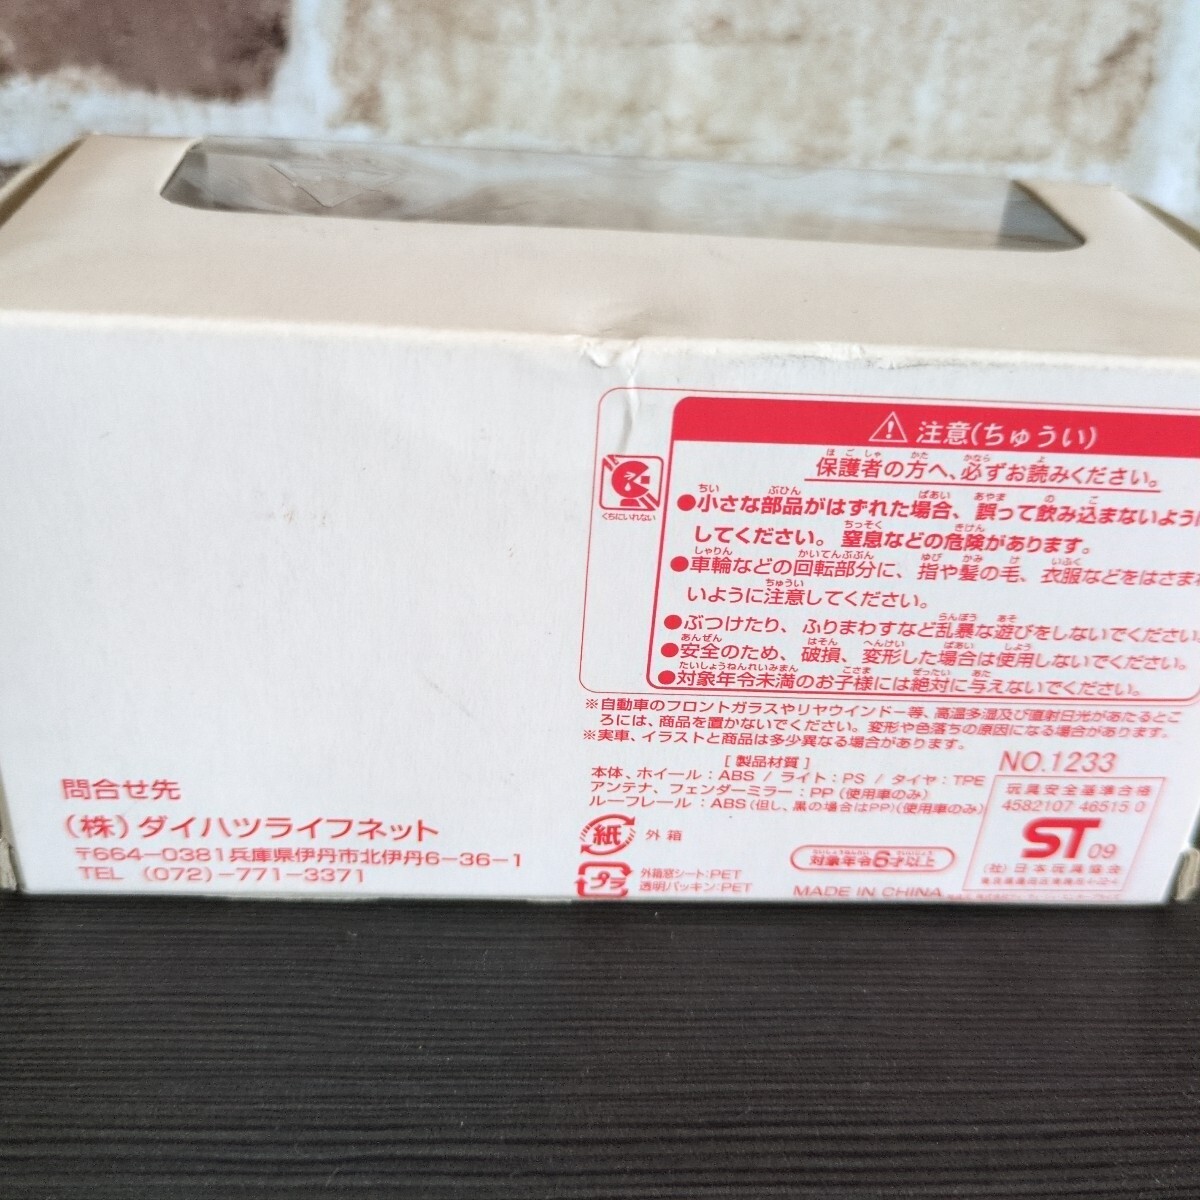 注意(ちゅうい)
保護者の方へ、必ずお読みください。
くちにいれない
●小さな部品がはずれた場合、誤って飲み込まないように
してください。窒息などの危険があります。
●車輪などの回転部分に、指や髪の毛、衣服などをはさま
いように注意してください。
●ぶつけたり、ふりまわすなど乱暴な遊びをしないでください
●安全のため、破損、変形した場合は使用しないでください。
●対象年令未満のお子様には絶対に与えないでください。
※自動車のフロントガラスやリヤウインドー等、高温多湿及び直射日光があたるとこ
ろには、商品を置かないでください。変形や色落ちの原因になる場合があります。
※実車、イラストと商品は多少異なる場合があります。
[製品材質]
本体、ホイール：ABS / ライト：PS / タイヤ：TPE
アンテナ、フェンダーミラー：PP(使用車のみ)
ルーフレール：ABS(但し、黒の場合はPP)(使用車のみ)
紙 外箱
プラ 外箱窓シート：PET
透明パッキン：PET
対象年令6才以上
MADE IN CHINA
NO.1233
玩具安全基準合格
4582107 46515 0
ST 09
(社)日本玩具協会
問合せ先
(株)ダイハツライフネット
〒664-0381兵庫県伊丹市北伊丹6-36-1
TEL (072)-771-3371